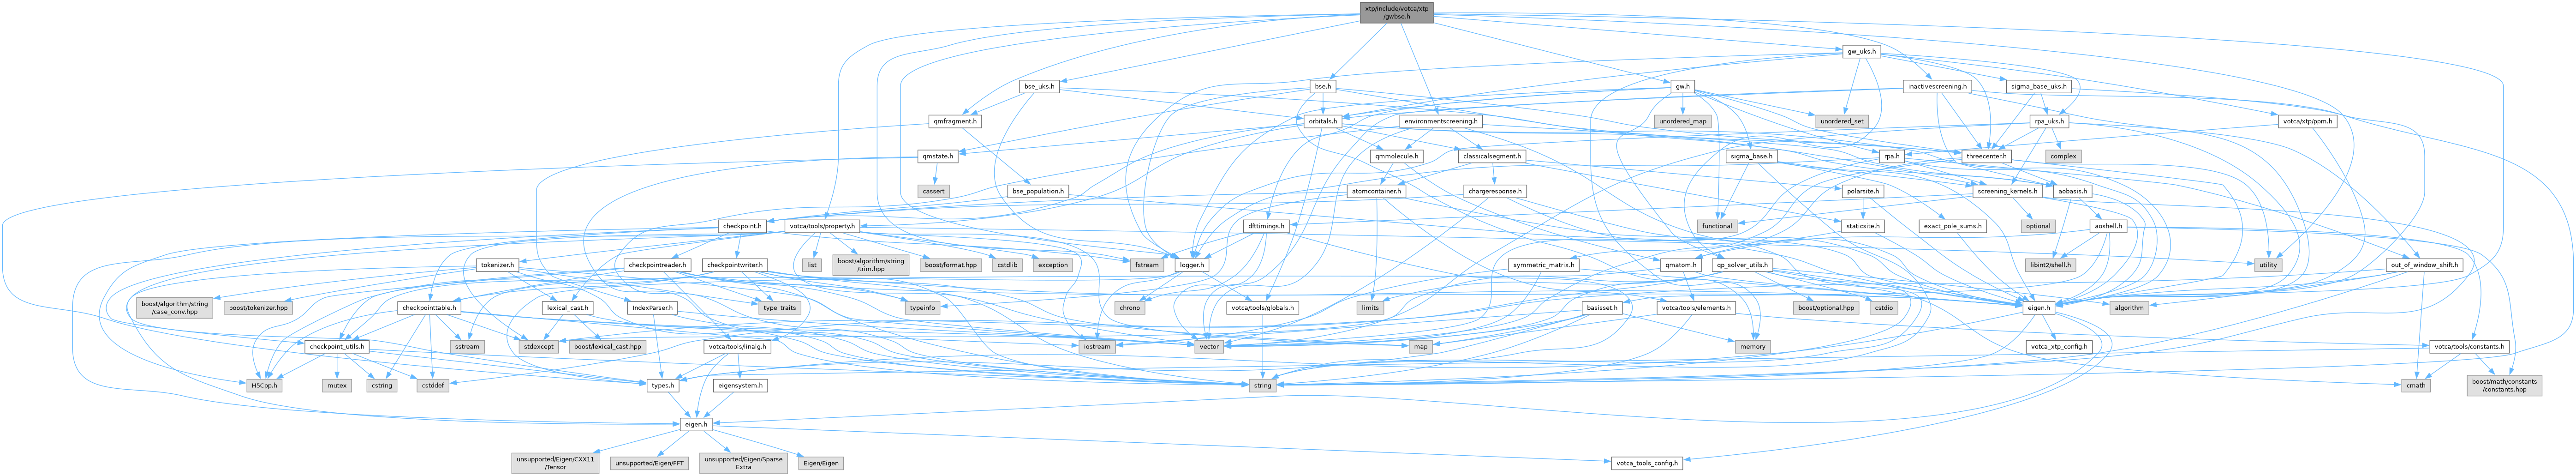 xtp/include/votca/xtp
/gwbse.h
gw_uks.h
bse_uks.h
bse.h
gw.h
inactivescreening.h
sigma_base_uks.h
qmfragment.h
orbitals.h
environmentscreening.h
unordered_map
unordered_set
votca/xtp/ppm.h
rpa_uks.h
qmstate.h
qmmolecule.h
classicalsegment.h
sigma_base.h
rpa.h
threecenter.h
complex
cassert
bse_population.h
atomcontainer.h
chargeresponse.h
polarsite.h
screening_kernels.h
aobasis.h
checkpoint.h
votca/tools/property.h
dfttimings.h
staticsite.h
functional
exact_pole_sums.h
optional
aoshell.h
tokenizer.h
checkpointreader.h
checkpointwriter.h
list
boost/algorithm/string
/trim.hpp
boost/format.hpp
cstdlib
exception
fstream
logger.h
symmetric_matrix.h
qmatom.h
qp_solver_utils.h
libint2/shell.h
utility
out_of_window_shift.h
boost/algorithm/string
/case_conv.hpp
boost/tokenizer.hpp
checkpointtable.h
lexical_cast.h
IndexParser.h
type_traits
typeinfo
chrono
votca/tools/globals.h
limits
basisset.h
votca/tools/elements.h
boost/optional.hpp
cstdio
eigen.h
algorithm
checkpoint_utils.h
sstream
stdexcept
boost/lexical_cast.hpp
votca/tools/linalg.h
iostream
vector
map
memory
votca_xtp_config.h
votca/tools/constants.h
H5Cpp.h
mutex
cstring
cstddef
types.h
eigensystem.h
string
cmath
boost/math/constants
/constants.hpp
eigen.h
unsupported/Eigen/CXX11
/Tensor
unsupported/Eigen/FFT
unsupported/Eigen/Sparse
Extra
Eigen/Eigen
votca_tools_config.h